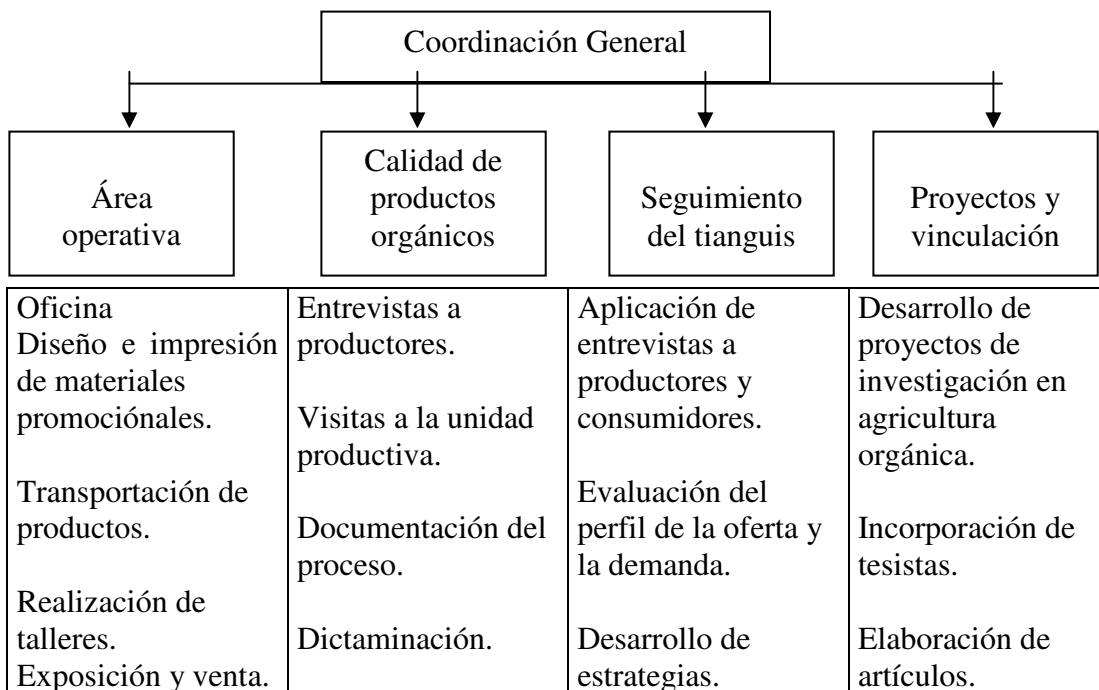 Coordinación General
Área
operativa
Calidad de
productos
orgánicos
Seguimiento
del tianguis
Proyectos y
vinculación
Oficina
Diseño e impresión
de materiales
promociónales.
Transportación de
productos.
Realización de
talleres.
Exposición y venta.
Entrevistas a
productores.
Visitas a la unidad
productiva.
Documentación del
proceso.
Dictaminación.
Aplicación de
entrevistas a
productores y
consumidores.
Evaluación del
perfil de la oferta y
la demanda.
Desarrollo de
estrategias.
Desarrollo de
proyectos de
investigación en
agricultura
orgánica.
Incorporación de
tesistas.
Elaboración de
artículos.